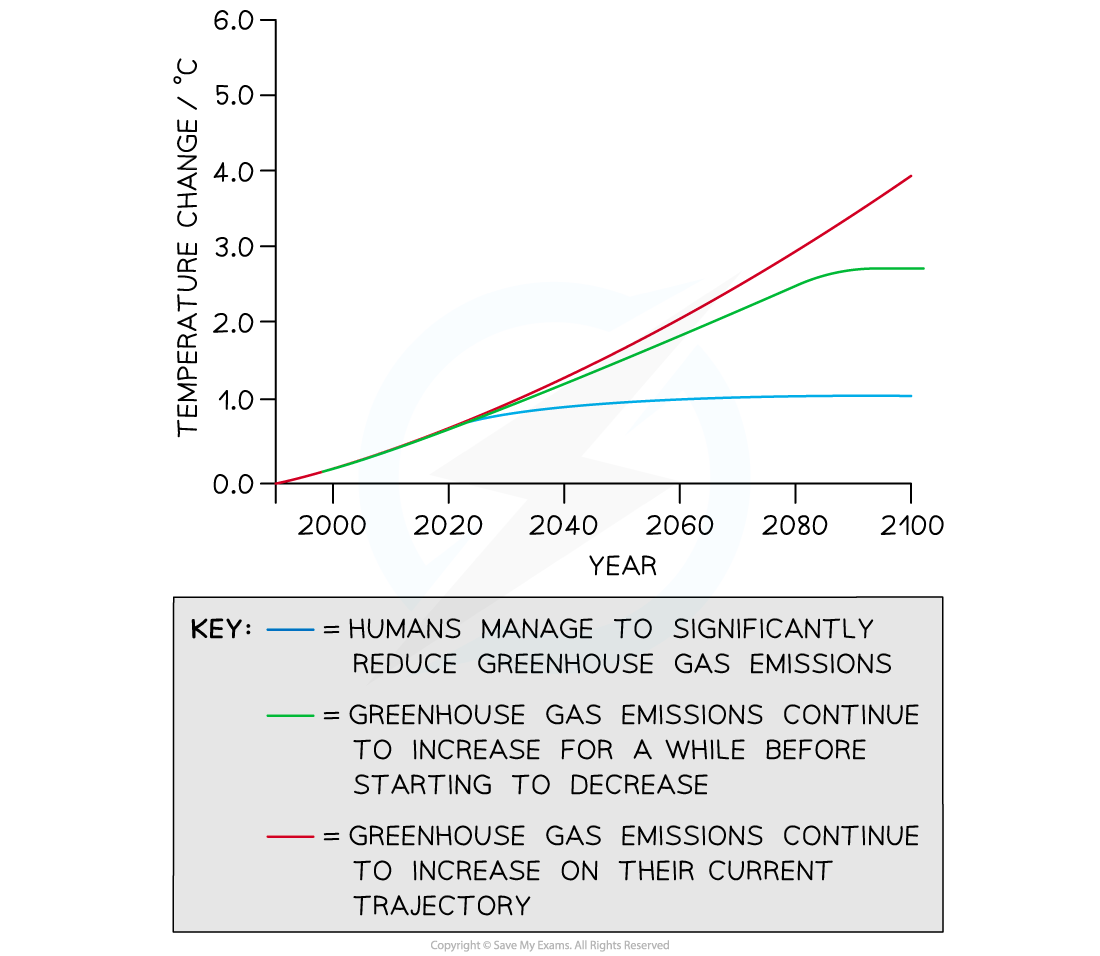 6.0
5.0
4.0
3.0
2.0
1.0
0.0
TEMPERATURE CHANGE / °C
2000 2020 2040 2060 2080 2100
YEAR
KEY: = HUMANS MANAGE TO SIGNIFICANTLY
REDUCE GREENHOUSE GAS EMISSIONS
= GREENHOUSE GAS EMISSIONS CONTINUE
TO INCREASE FOR A WHILE BEFORE
STARTING TO DECREASE
= GREENHOUSE GAS EMISSIONS CONTINUE
TO INCREASE ON THEIR CURRENT
TRAJECTORY
Copyright © Save My Exams. All Rights Reserved